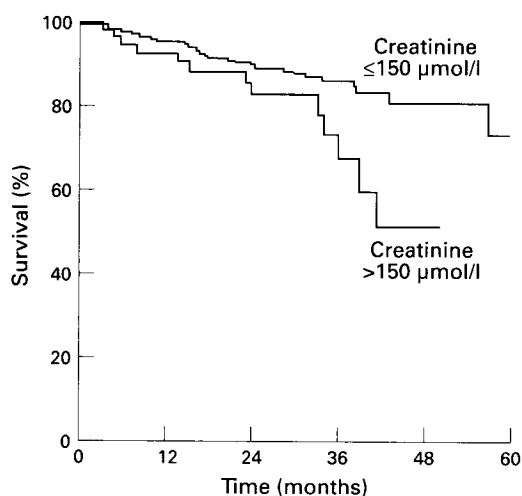 100
80
60
40
20
0
Survival (%)
Creatinine
≤150 µmol/l
Creatinine
>150 µmol/l
0 12 24 36 48 60
Time (months)